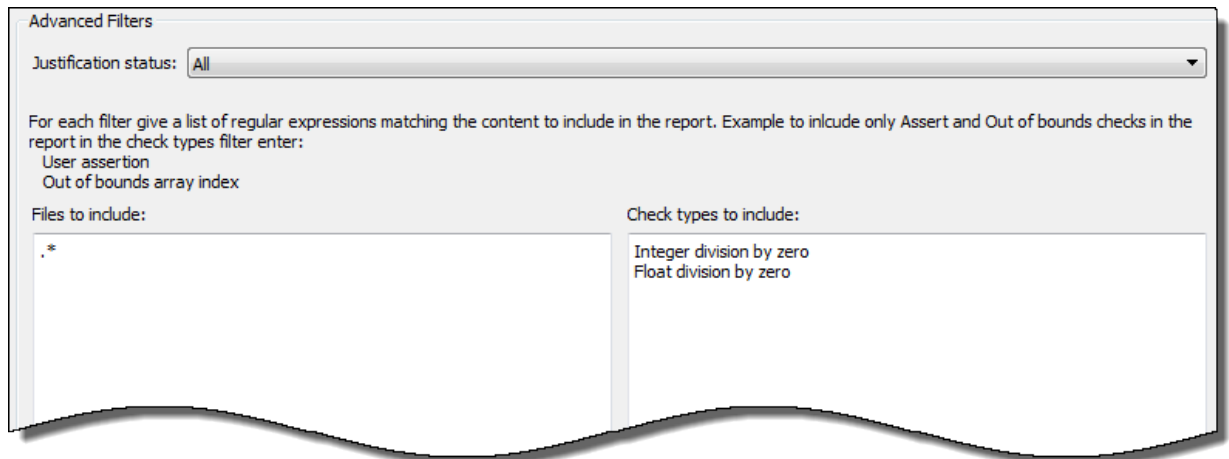 Advanced Filters
Justification status: All
For each filter give a list of regular expressions matching the content to include in the report. Example to inlcude only Assert and Out of bounds checks in the
report in the check types filter enter:
User assertion
Out of bounds array index
Files to include:
.*
Check types to include:
Integer division by zero
Float division by zero